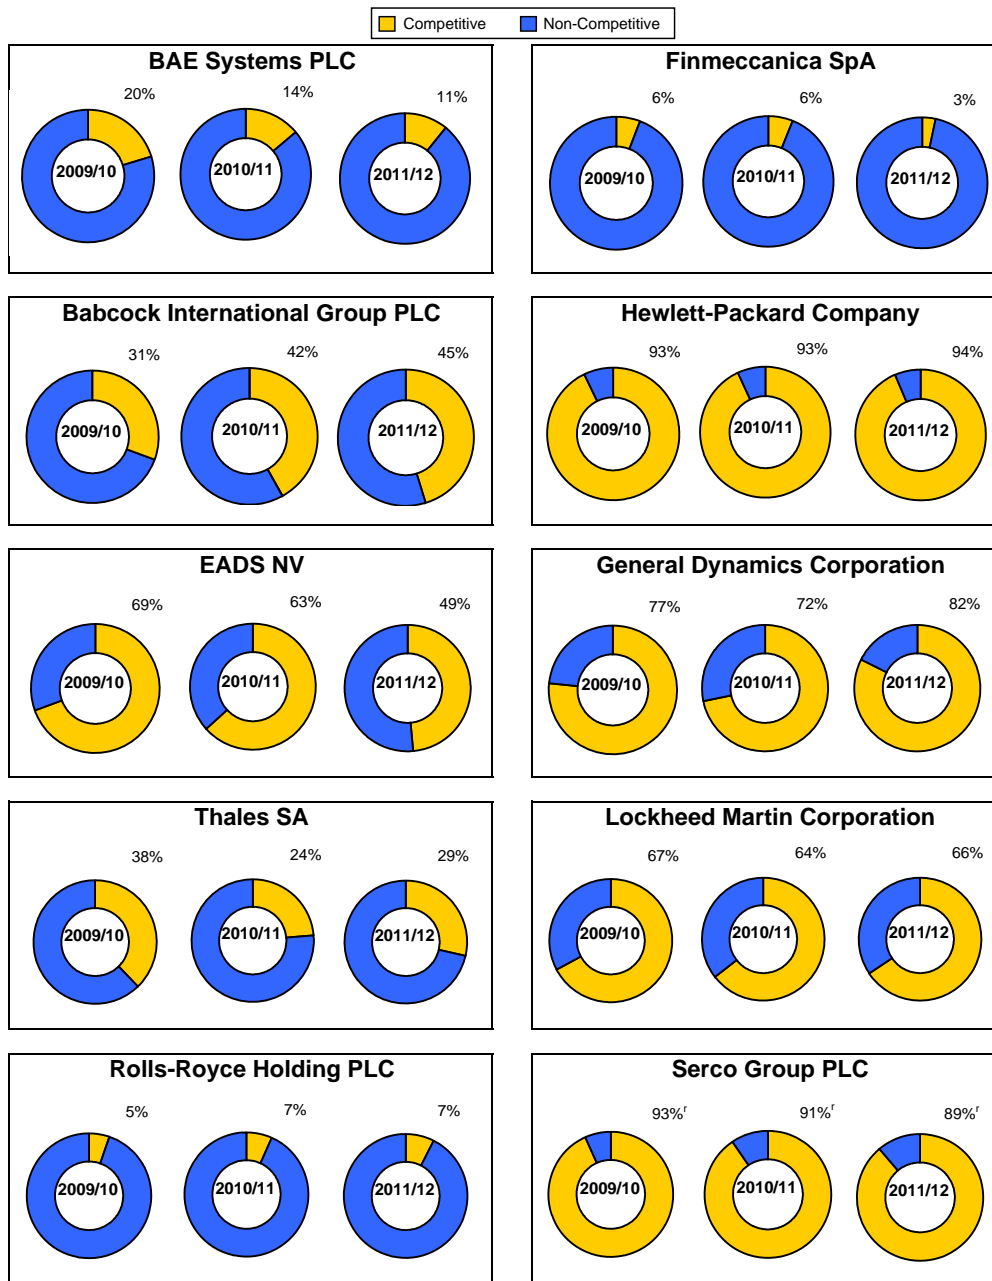 Competitive Non-Competitive
BAE Systems PLC
20% 14% 11%
2009/10 2010/11 2011/12
Finmeccanica SpA
6% 6% 3%
2009/10 2010/11 2011/12
Babcock International Group PLC
31% 42% 45%
2009/10 2010/11 2011/12
Hewlett-Packard Company
93% 93% 94%
2009/10 2010/11 2011/12
EADS NV
69% 63% 49%
2009/10 2010/11 2011/12
General Dynamics Corporation
77% 72% 82%
2009/10 2010/11 2011/12
Thales SA
38% 24% 29%
2009/10 2010/11 2011/12
Lockheed Martin Corporation
67% 64% 66%
2009/10 2010/11 2011/12
Rolls-Royce Holding PLC
5% 7% 7%
2009/10 2010/11 2011/12
Serco Group PLC
93%r 91%r 89%r
2009/10 2010/11 2011/12